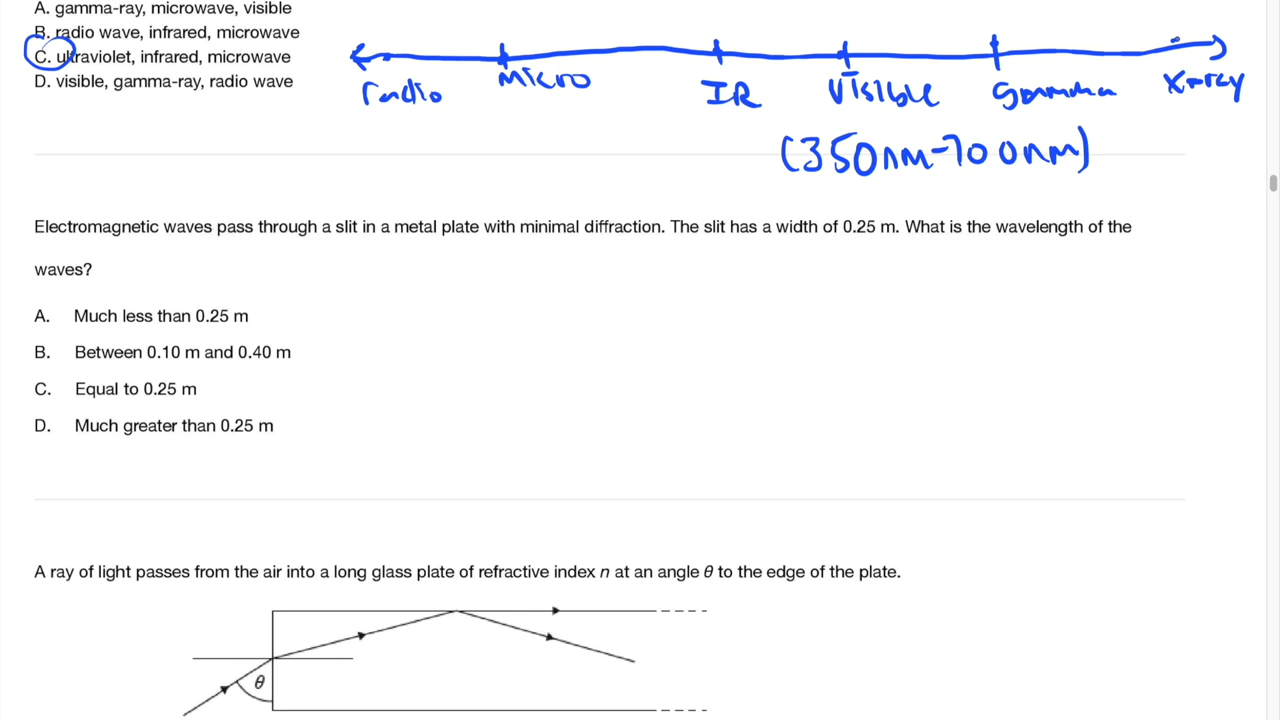 A. gamma-ray, microwave, visible
B. radio wave, infrared, microwave
C. ultraviolet, infrared, microwave
D. visible, gamma-ray, radio wave
radio micro IR visible gamma x-ray
(350nm-700nm)
Electromagnetic waves pass through a slit in a metal plate with minimal diffraction. The slit has a width of 0.25 m. What is the wavelength of the
waves?
A. Much less than 0.25 m
B. Between 0.10 m and 0.40 m
C. Equal to 0.25 m
D. Much greater than 0.25 m
A ray of light passes from the air into a long glass plate of refractive index n at an angle θ to the edge of the plate.
θ